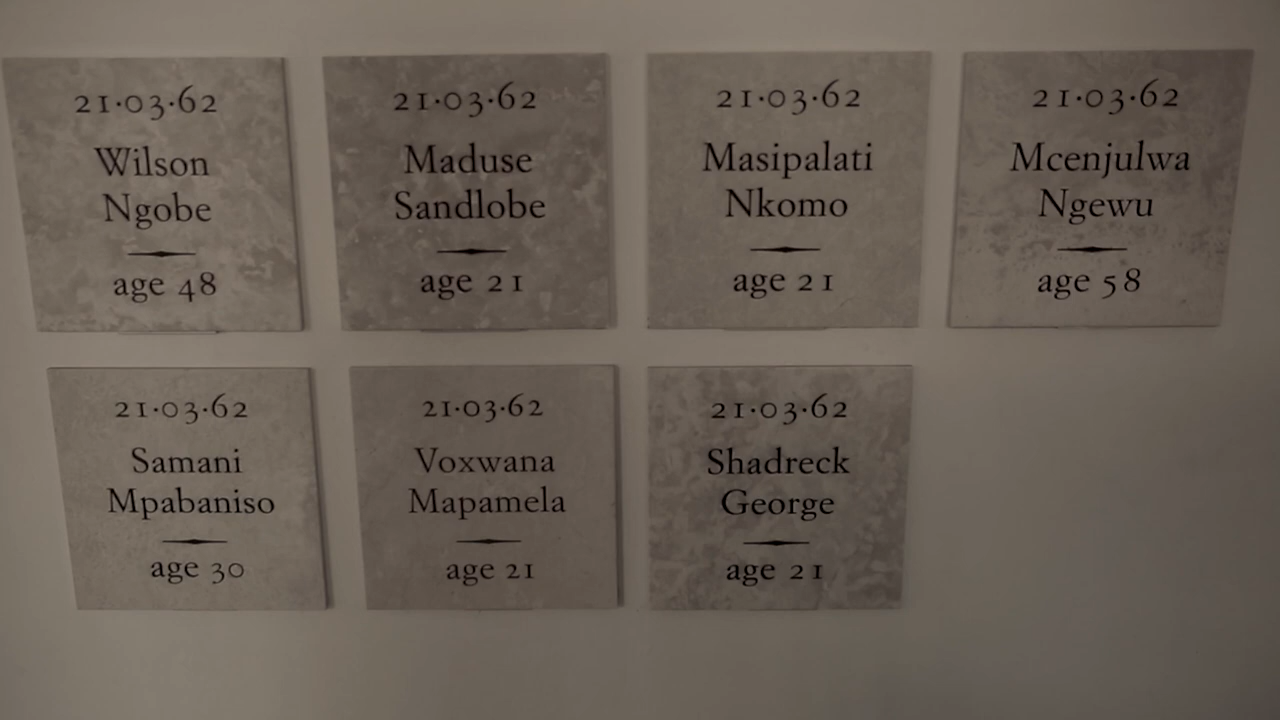 21·03·62
Wilson
Ngobe
age 48
21·03·62
Maduse
Sandlobe
age 21
21·03·62
Masipalati
Nkomo
age 21
21·03·62
Mcenjulwa
Ngewu
age 58
21·03·62
Samani
Mpabaniso
age 30
21·03·62
Voxwana
Mapamela
age 21
21·03·62
Shadreck
George
age 21